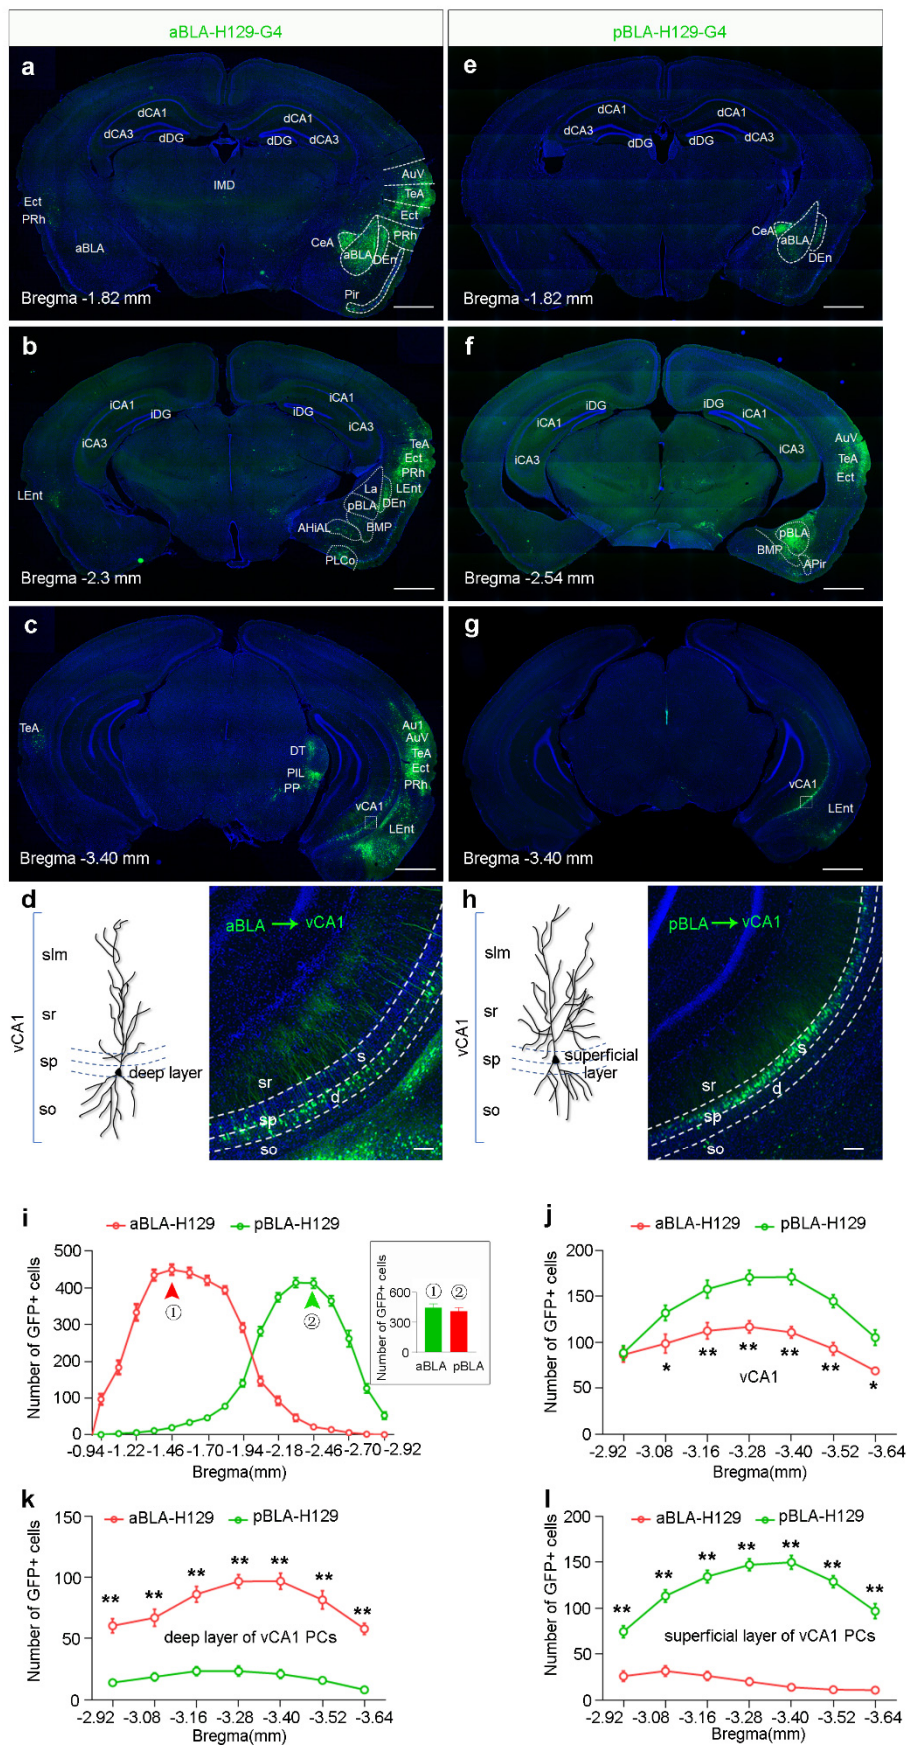 aBLA-H129-G4
pBLA-H129-G4
a
dCA1
dCA1
dCA3
dDG
dDG
dCA3
IMD
AuV
TeA
Ect
PRh
Ect
PRh
aBLA
CeA
aBLA
DEn
Pir
Bregma -1.82 mm
e
dCA1
dCA1
dCA3
dDG
dDG
dCA3
CeA
aBLA
DEn
Bregma -1.82 mm
b
iCA1
iDG
iDG
iCA1
iCA3
iCA3
TeA
Ect
PRh
LEnt
LEnt
La
DEn
pBLA
AHiAL
BMP
PLCo
Bregma -2.3 mm
f
iCA1
iDG
iDG
iCA1
iCA3
iCA3
AuV
TeA
Ect
pBLA
BMP
APir
Bregma -2.54 mm
c
TeA
Au1
AuV
TeA
Ect
PRh
DT
PIL
PP
vCA1
LEnt
Bregma -3.40 mm
g
vCA1
LEnt
Bregma -3.40 mm
d
vCA1
slm
sr
sp
so
deep layer
aBLA → vCA1
s
sr
d
sp
so
h
vCA1
slm
sr
sp
so
superficial
layer
pBLA → vCA1
s
sr
d
sp
so
i
aBLA-H129
pBLA-H129
Number of GFP+ cells
500
400
300
200
100
0
①
②
-0.94 -1.22 -1.46 -1.70 -1.94 -2.18 -2.46 -2.70 -2.92
Bregma(mm)
Number of GFP+ cells
600
300
0
① ②
aBLA pBLA
j
aBLA-H129
pBLA-H129
Number of GFP+ cells
200
150
100
50
0
* ** ** ** ** *
vCA1
-2.92 -3.08 -3.16 -3.28 -3.40 -3.52 -3.64
Bregma(mm)
k
aBLA-H129
pBLA-H129
Number of GFP+ cells
150
100
50
0
** ** ** ** ** ** **
deep layer of vCA1 PCs
-2.92 -3.08 -3.16 -3.28 -3.40 -3.52 -3.64
Bregma(mm)
l
aBLA-H129
pBLA-H129
Number of GFP+ cells
200
150
100
50
0
** ** ** ** ** ** **
superficial layer of vCA1 PCs
-2.92 -3.08 -3.16 -3.28 -3.40 -3.52 -3.64
Bregma(mm)